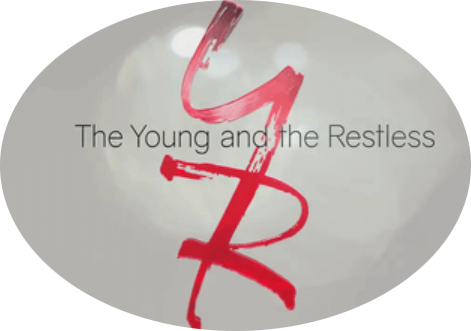 Y
The Young and the Restless
R